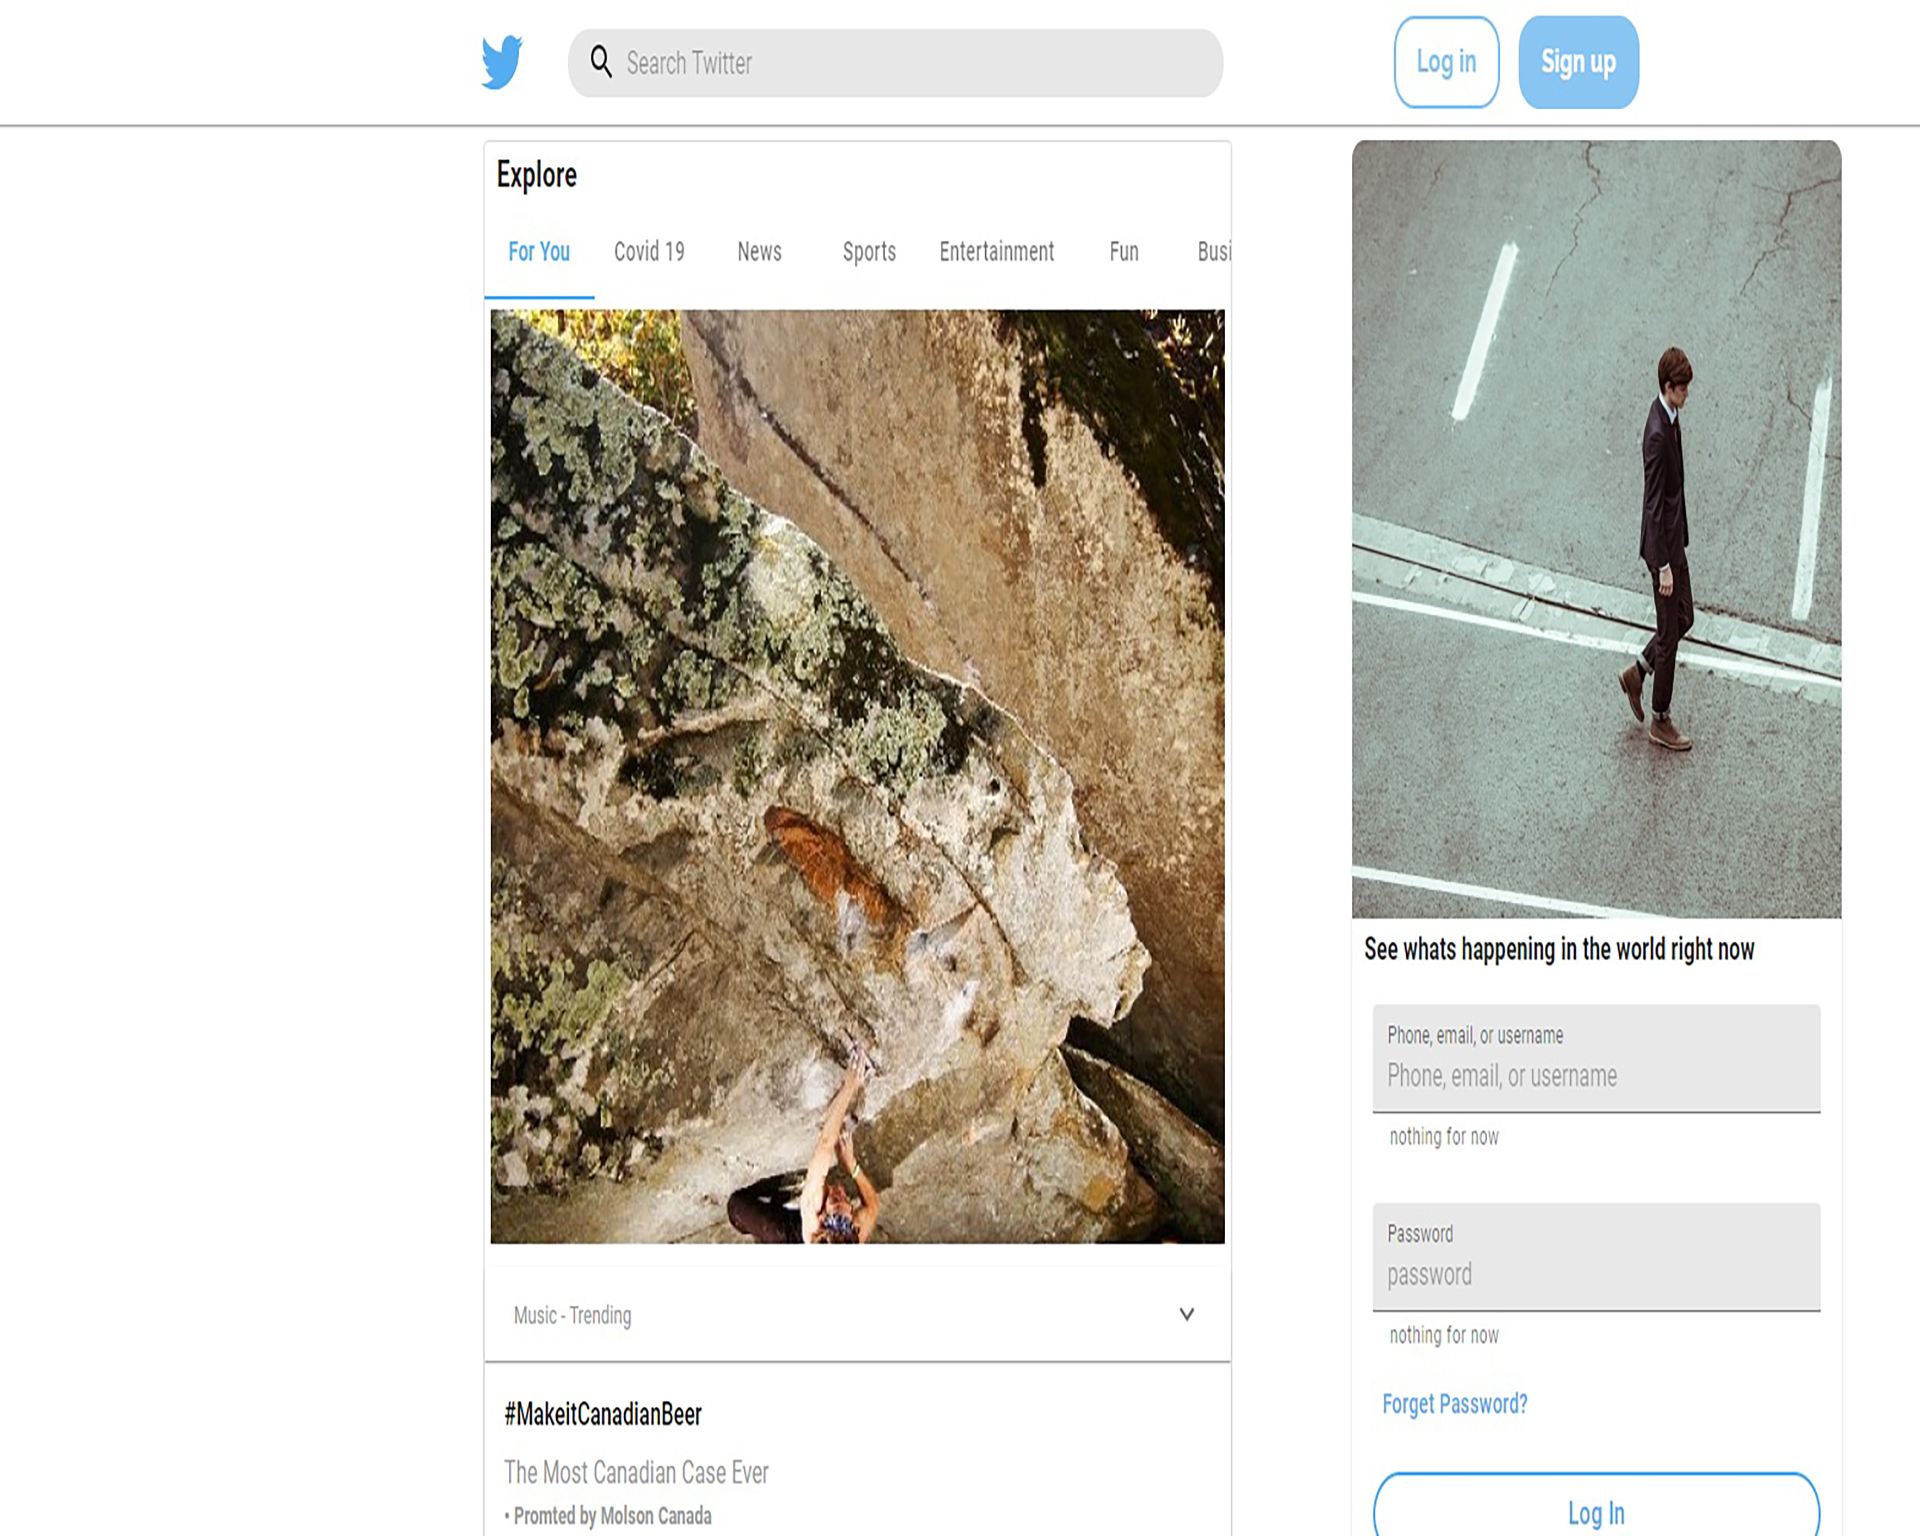 Search Twitter
Log in
Sign up
Explore
For You Covid 19 News Sports Entertainment Fun Busi
Music - Trending
#MakeitCanadianBeer
The Most Canadian Case Ever
• Promted by Molson Canada
See whats happening in the world right now
Phone, email, or username
Phone, email, or username
nothing for now
Password
password
nothing for now
Forget Password?
Log In